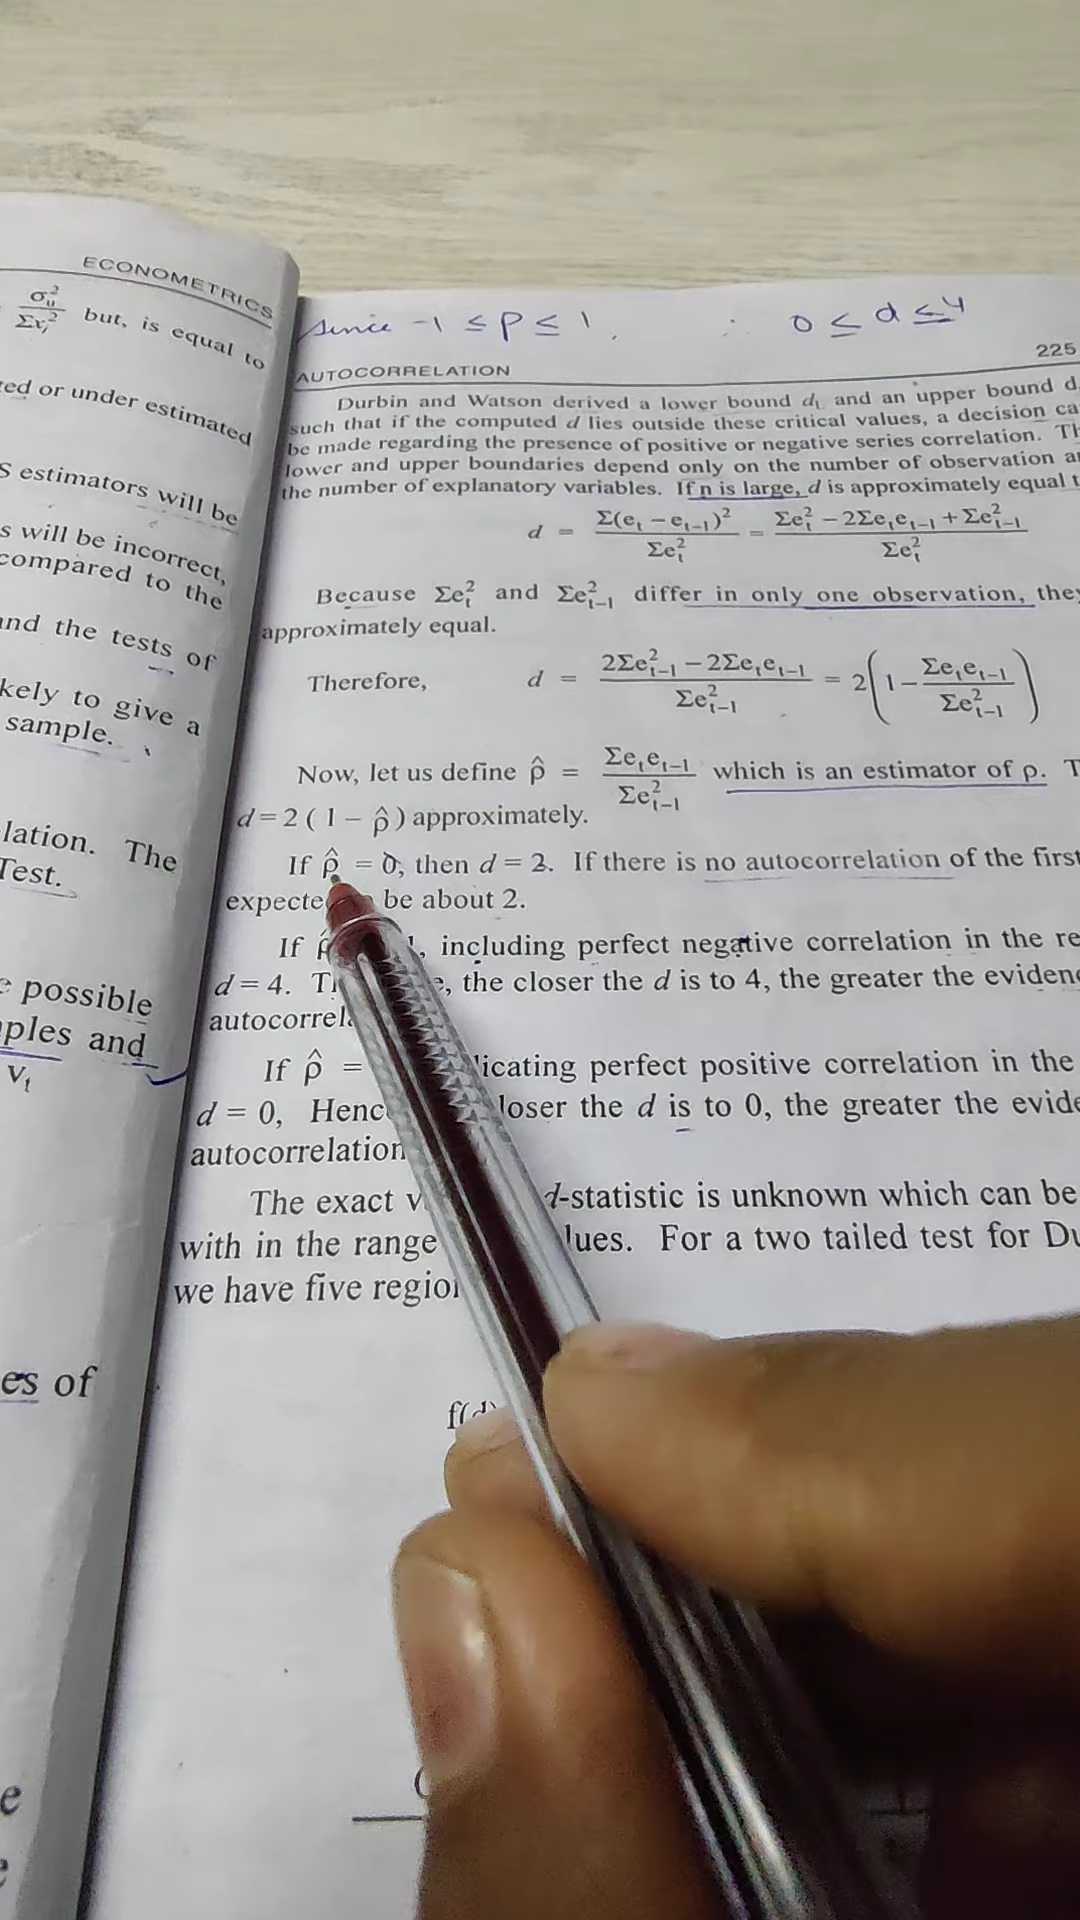 ECONOMETRICS
σ²ᵤ / Σx²ᵢ but, is equal to
or under estimated
S estimators will be
s will be incorrect,
compared to the
and the tests of
kely to give a
sample.
lation. The
Test.
possible
ples and
vₜ
es of
e
since -1 ≤ ρ ≤ 1, ∴ 0 ≤ d ≤ 4
225
AUTOCORRELATION
Durbin and Watson derived a lower bound d_L and an upper bound d
such that if the computed d lies outside these critical values, a decision ca
be made regarding the presence of positive or negative series correlation. Th
lower and upper boundaries depend only on the number of observation a
the number of explanatory variables. If n is large, d is approximately equal t
d = Σ(eₜ – eₜ₋₁)² / Σeₜ² = Σeₜ² – 2Σeₜeₜ₋₁ + Σe²ₜ₋₁ / Σeₜ²
Because Σeₜ² and Σe²ₜ₋₁ differ in only one observation, they
approximately equal.
Therefore, d = 2Σe²ₜ₋₁ – 2Σeₜeₜ₋₁ / Σe²ₜ₋₁ = 2(1 – Σeₜeₜ₋₁ / Σe²ₜ₋₁)
Now, let us define ρ̂ = Σeₜeₜ₋₁ / Σe²ₜ₋₁ which is an estimator of ρ. T
d = 2 ( 1 – ρ̂ ) approximately.
If ρ̂ = 0, then d = 2. If there is no autocorrelation of the first
expecte be about 2.
If , including perfect negative correlation in the re
d = 4. , the closer the d is to 4, the greater the evidenc
autocorrel
If ρ̂ = icating perfect positive correlation in the
d = 0, Henc loser the d is to 0, the greater the evide
autocorrelation
The exact v d-statistic is unknown which can be
with in the range lues. For a two tailed test for Du
we have five region
f(d)